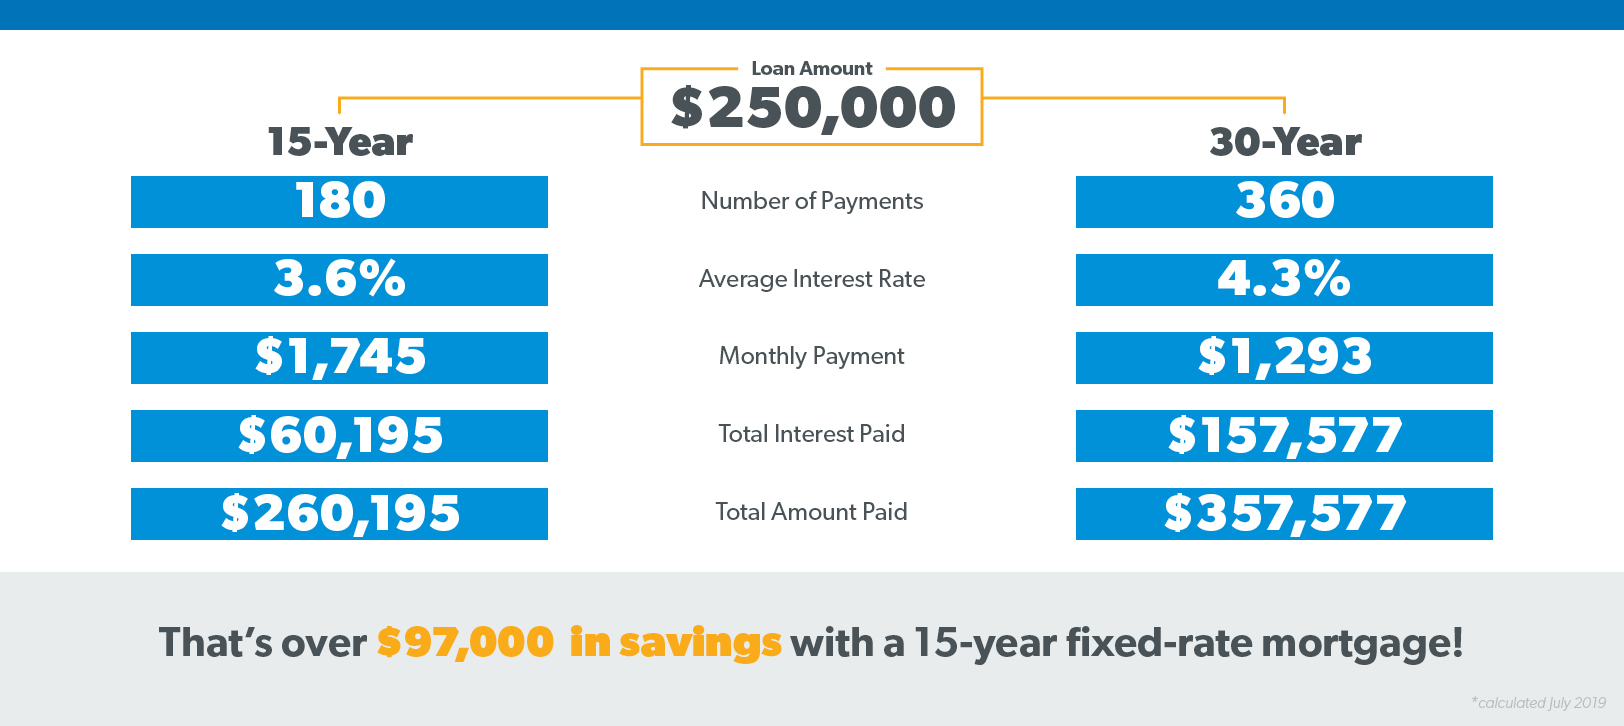 Loan Amount
$250,000
15-Year
30-Year
180 Number of Payments 360
3.6% Average Interest Rate 4.3%
$1,745 Monthly Payment $1,293
$60,195 Total Interest Paid $157,577
$260,195 Total Amount Paid $357,577
That's over $97,000 in savings with a 15-year fixed-rate mortgage!
*calculated July 2019